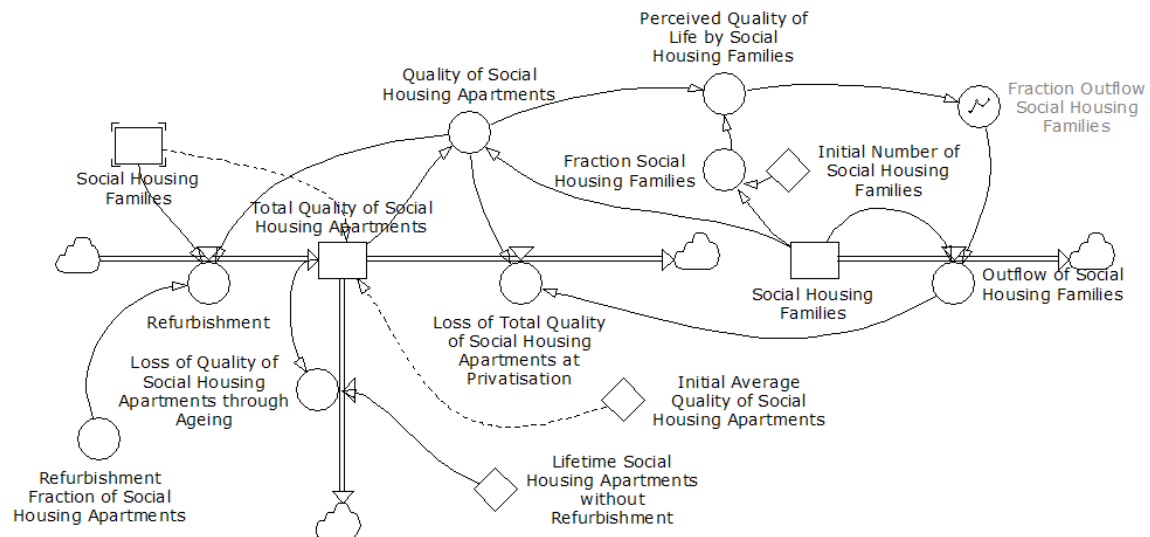 Perceived Quality of
Life by Social
Housing Families
Quality of Social
Housing Apartments
Fraction Outflow
Social Housing
Families
Social Housing
Families
Fraction Social
Housing Families
Initial Number of
Social Housing
Families
Total Quality of Social
Housing Apartments
Refurbishment
Loss of Total Quality
of Social Housing
Apartments at
Privatisation
Social Housing
Families
Outflow of Social
Housing Families
Loss of Quality of
Social Housing
Apartments through
Ageing
Initial Average
Quality of Social
Housing Apartments
Refurbishment
Fraction of Social
Housing Apartments
Lifetime Social
Housing Apartments
without
Refurbishment